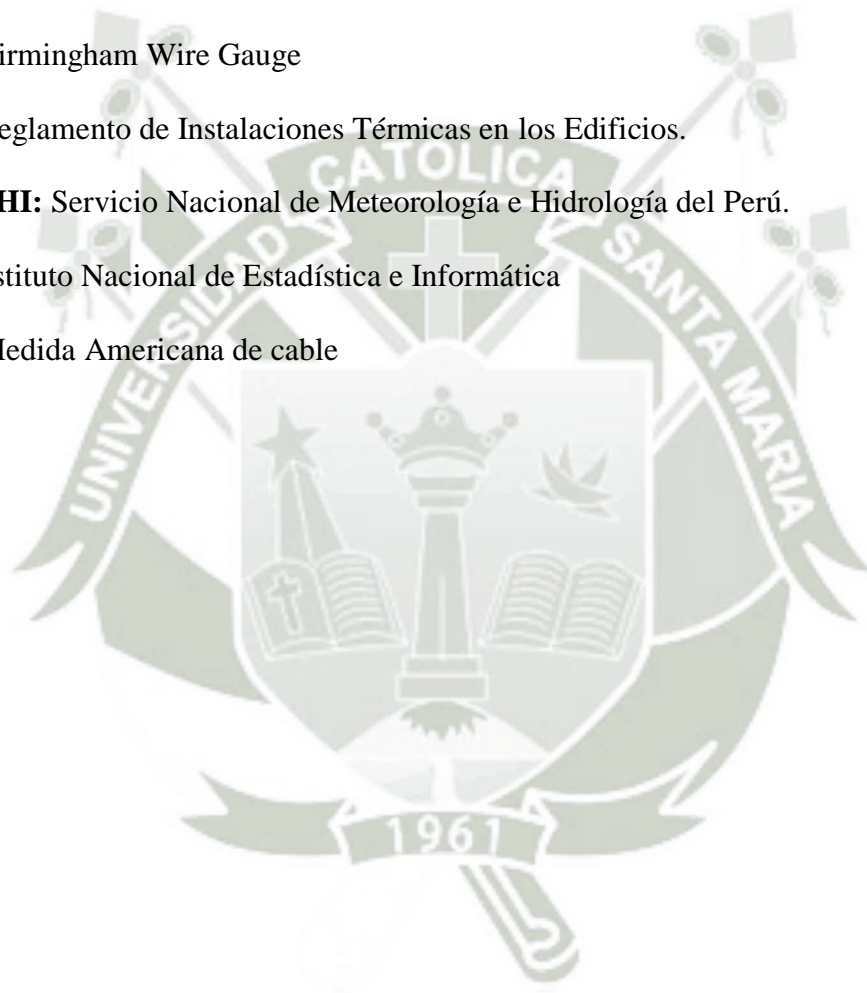 irmingham Wire Gauge
eglamento de Instalaciones Térmicas en los Edificios.
HI: Servicio Nacional de Meteorología e Hidrología del Perú.
stituto Nacional de Estadística e Informática
Medida Americana de cable
UNIVERSIDAD CATOLICA SANTA MARIA
1961